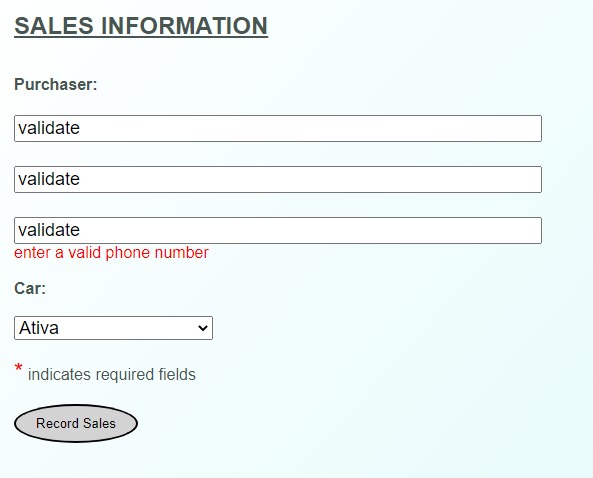 SALES INFORMATION
Purchaser:
validate
validate
validate
enter a valid phone number
Car:
Ativa
* indicates required fields
Record Sales